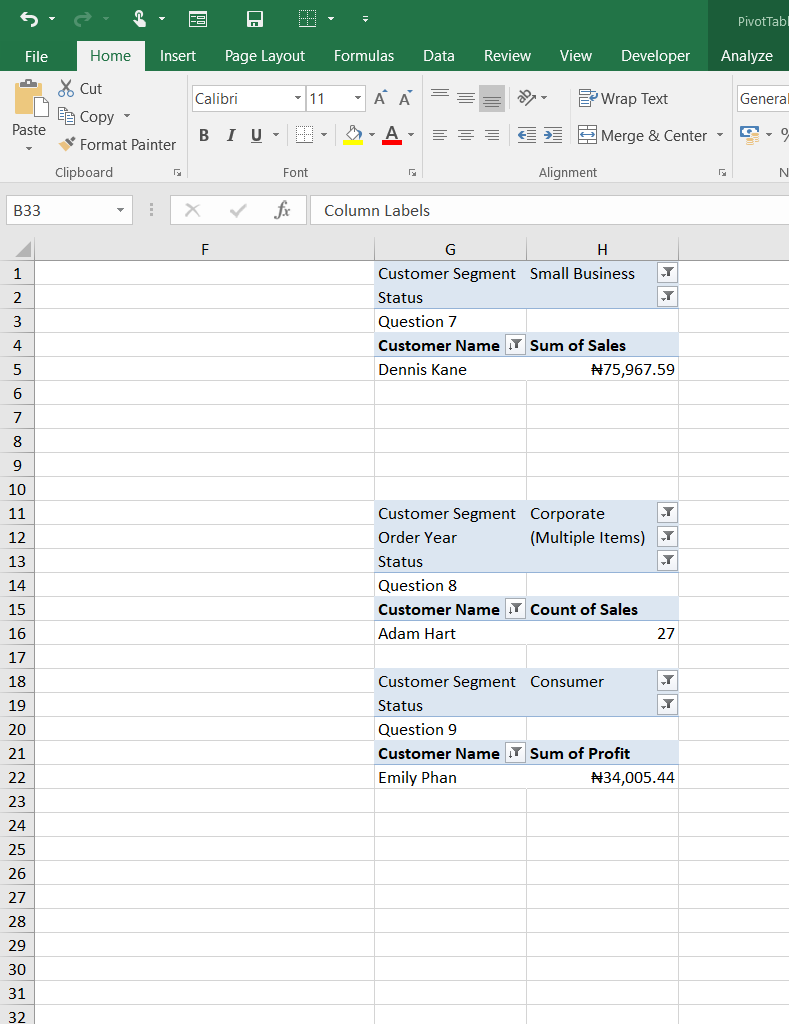 PivotTabl
File Home Insert Page Layout Formulas Data Review View Developer Analyze
Cut
Calibri 11 Wrap Text General
Copy
Paste B I U A Merge & Center %
Format Painter
Clipboard Font Alignment N
B33 fx Column Labels
F G H
1 Customer Segment Small Business
2 Status
3 Question 7
4 Customer Name Sum of Sales
5 Dennis Kane ₦75,967.59
6
7
8
9
10
11 Customer Segment Corporate
12 Order Year (Multiple Items)
13 Status
14 Question 8
15 Customer Name Count of Sales
16 Adam Hart 27
17
18 Customer Segment Consumer
19 Status
20 Question 9
21 Customer Name Sum of Profit
22 Emily Phan ₦34,005.44
23
24
25
26
27
28
29
30
31
32